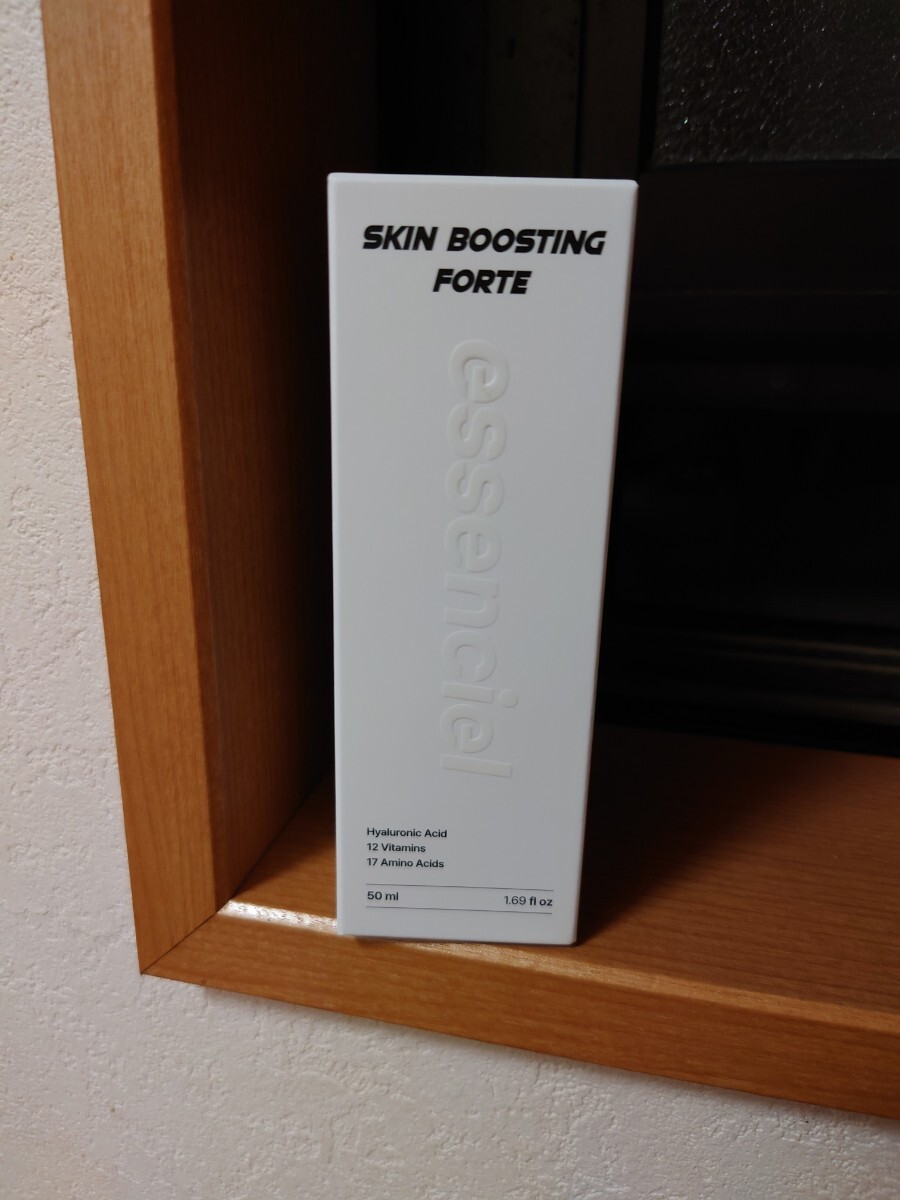 SKIN BOOSTING
FORTE
essenciel
Hyaluronic Acid
12 Vitamins
17 Amino Acids
50 ml 1.69 fl oz